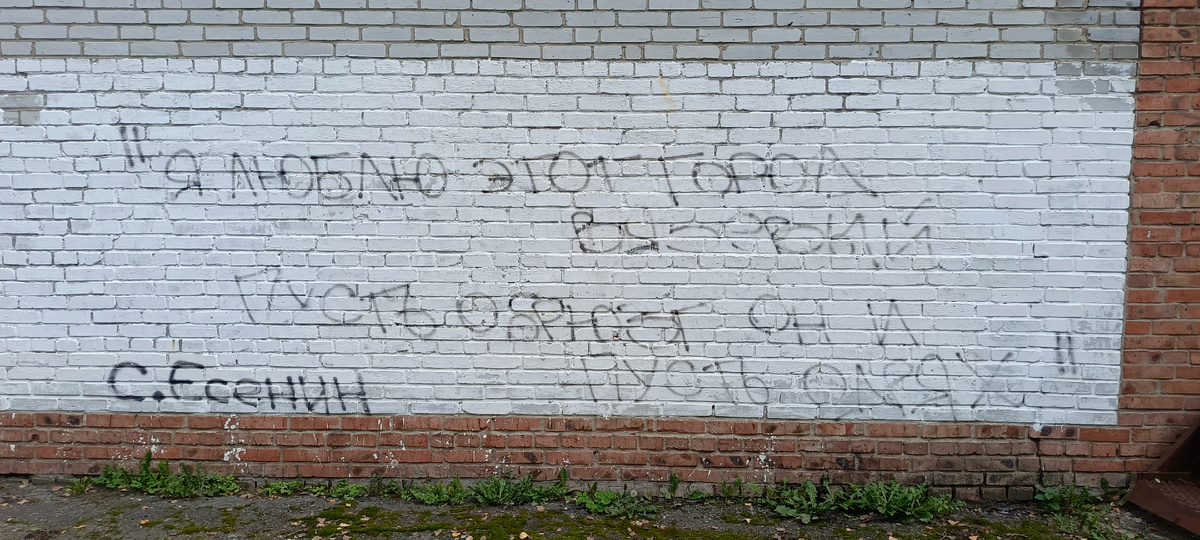 "Я ЛЮБЛЮ ЭТОТ ГОРОД
ПУСТЬ ОБРЮЗГ ОН И
ПУСТЬ ОДРЯХ"
С.Есенин